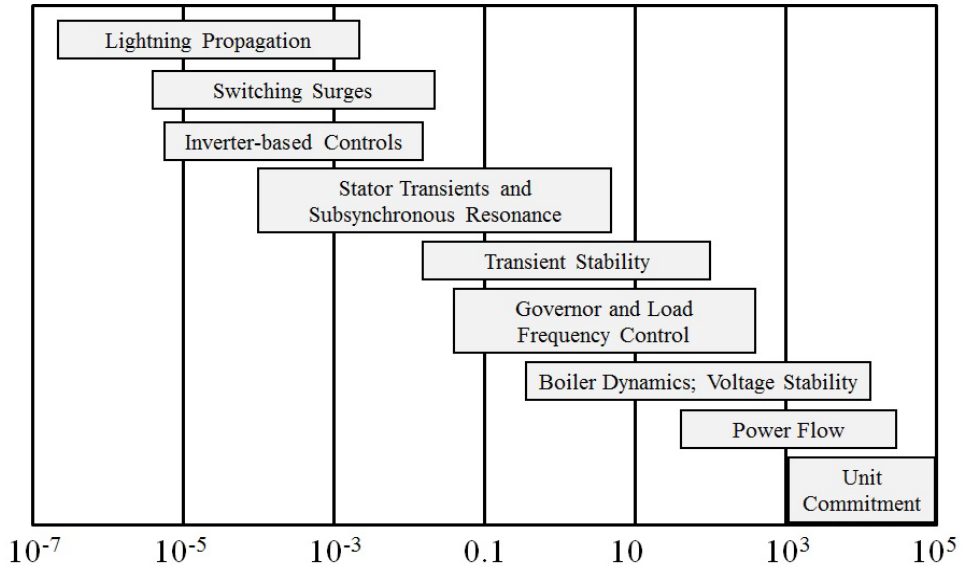 Lightning Propagation
Switching Surges
Inverter-based Controls
Stator Transients and
Subsynchronous Resonance
Transient Stability
Governor and Load
Frequency Control
Boiler Dynamics; Voltage Stability
Power Flow
Unit
Commitment
10⁻⁷ 10⁻⁵ 10⁻³ 0.1 10 10³ 10⁵